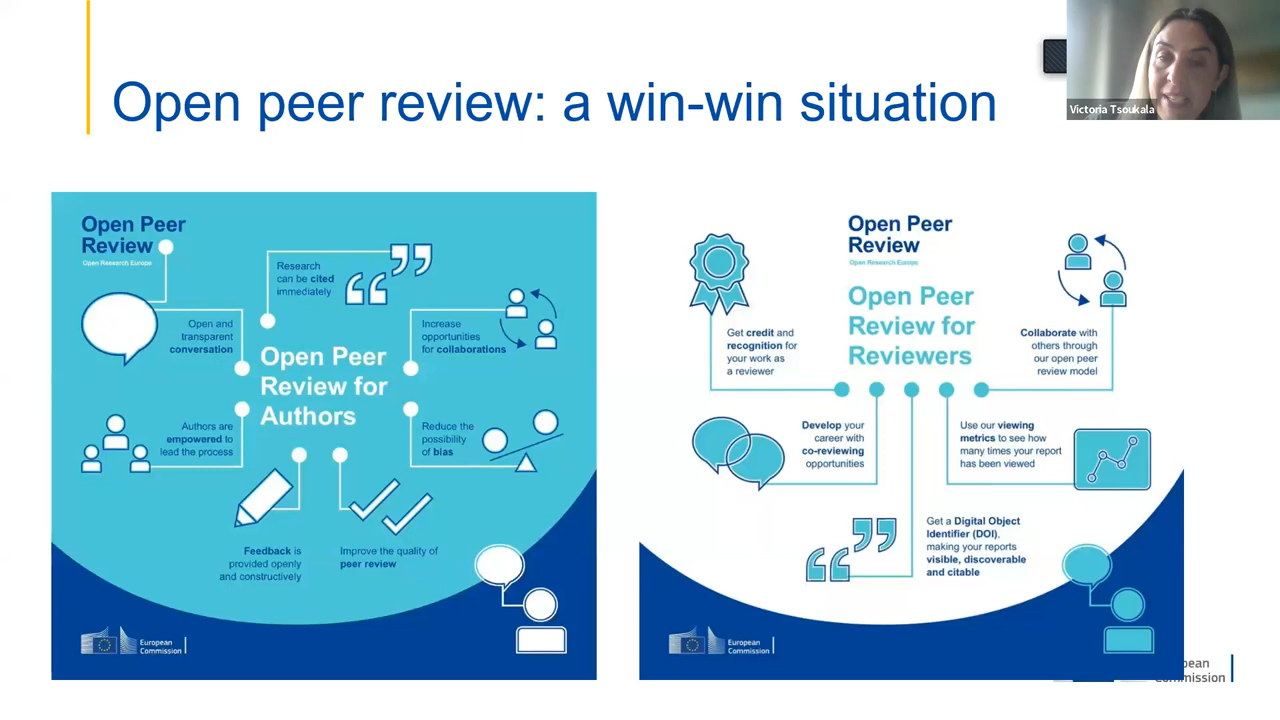 Open peer review: a win-win situation
Victoria Tsoukala
Open Peer
Review
Open Research Europe
Research
can be cited
immediately
Open and
transparent
conversation
Increase
opportunities
for collaborations
Open Peer
Review for
Authors
Authors are
empowered to
lead the process
Reduce the
possibility
of bias
Feedback is
provided openly
and constructively
Improve the quality of
peer review
European
Commission
Open Peer
Review
Open Research Europe
Open Peer
Review for
Reviewers
Get credit and
recognition for
your work as
a reviewer
Collaborate with
others through
our open peer
review model
Develop your
career with
co-reviewing
opportunities
Use our viewing
metrics to see how
many times your report
has been viewed
Get a Digital Object
Identifier (DOI),
making your reports
visible, discoverable
and citable
European
Commission
pean
mmission